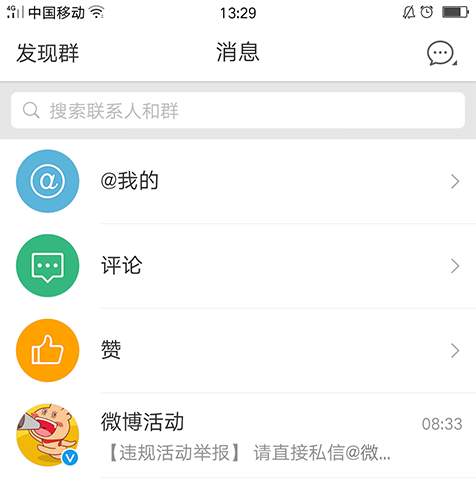 4G 中国移动 13:29
发现群 消息
搜索联系人和群
@我的
评论
赞
微博活动 08:33
【违规活动举报】 请直接私信@微...